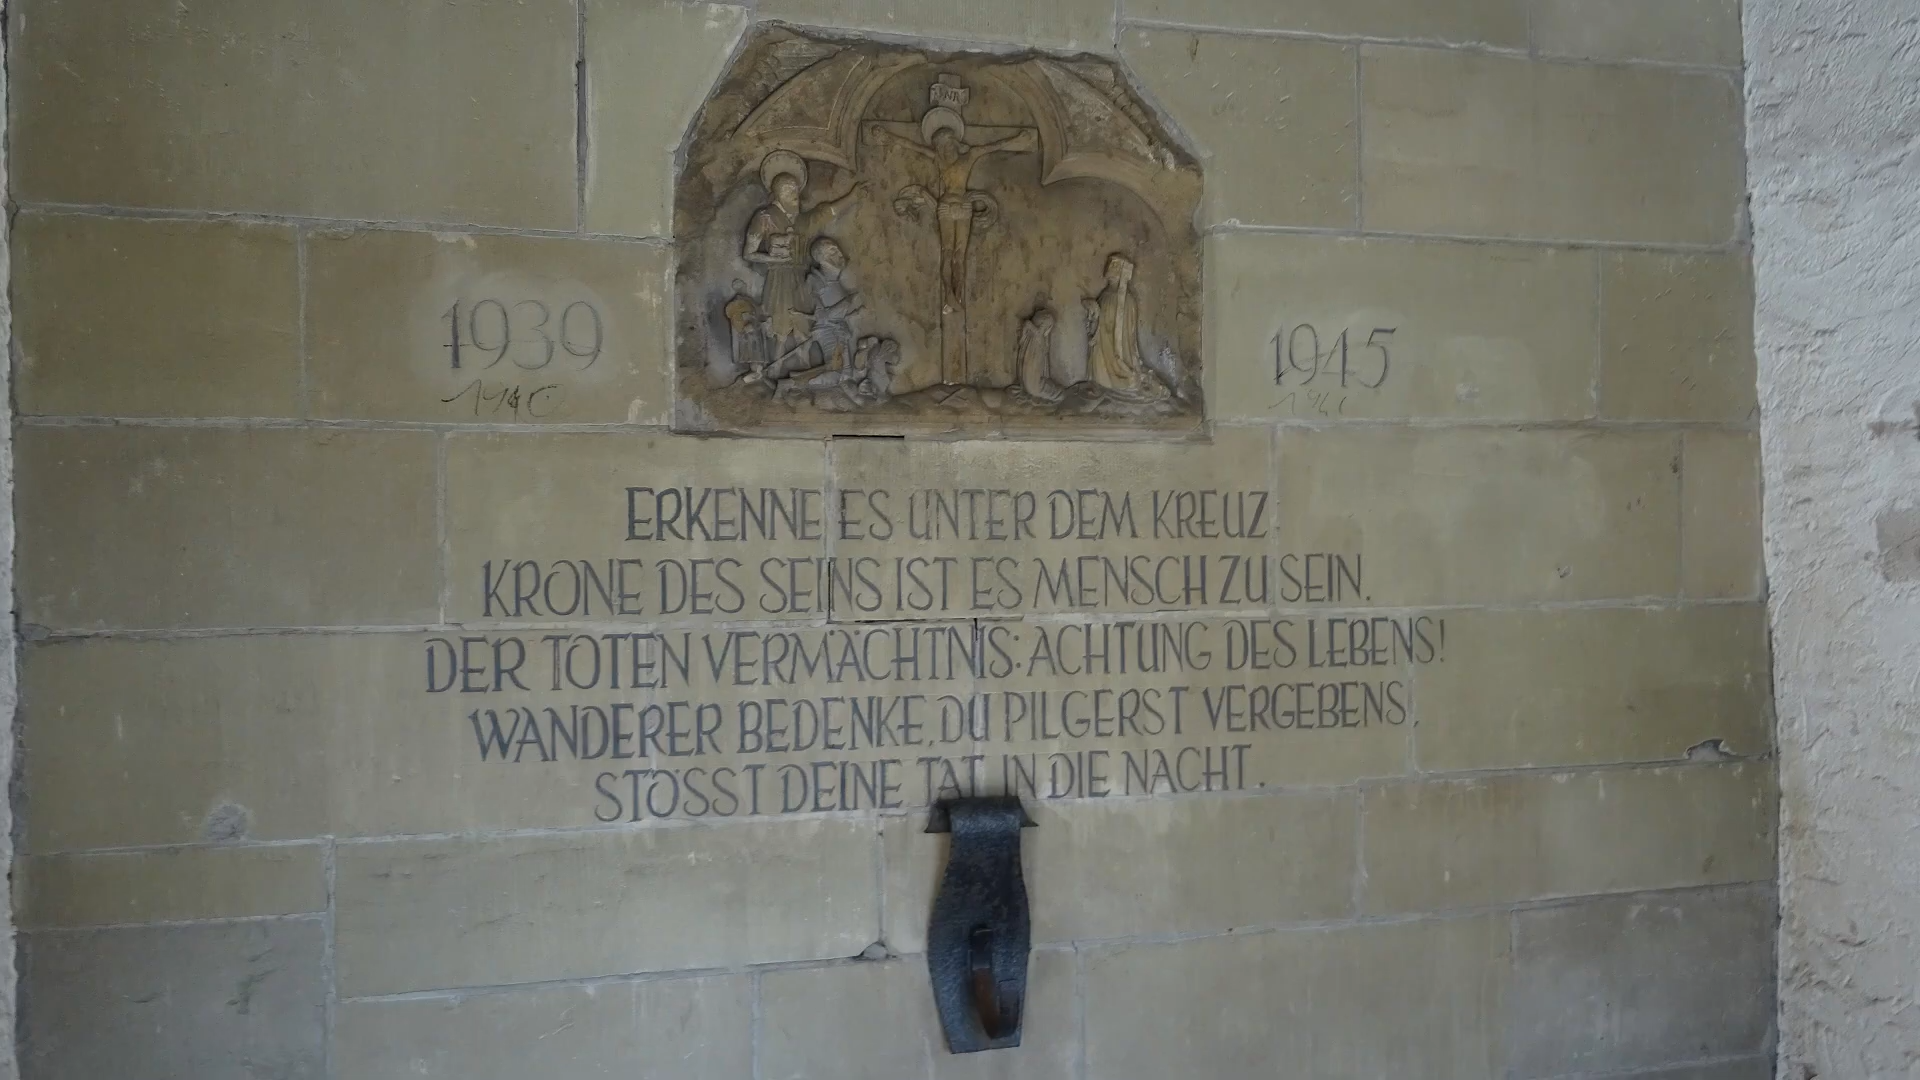 INRI
1939
1945
ERKENNE ES UNTER DEM KREUZ
KRONE DES SEINS IST ES MENSCH ZU SEIN.
DER TOTEN VERMÄCHTNIS: ACHTUNG DES LEBENS!
WANDERER BEDENKE, DU PILGERST VERGEBENS,
STÖSST DEINE TAT IN DIE NACHT.